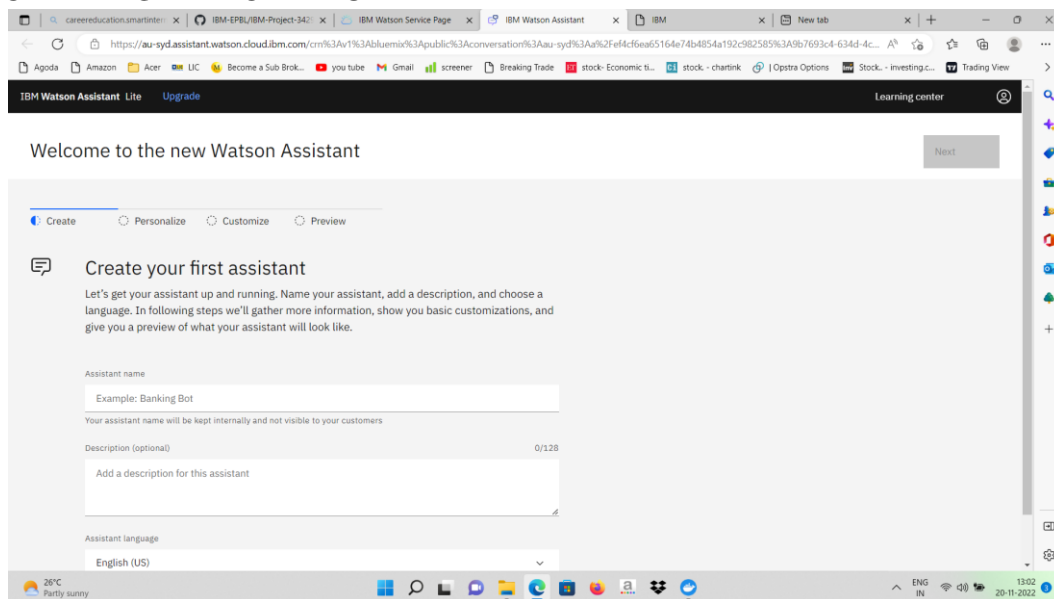 careereducation.smartinter
IBM-EPBL/IBM-Project-342
IBM Watson Service Page
IBM Watson Assistant
IBM
New tab
https://au-syd.assistant.watson.cloud.ibm.com/crn%3Av1%3Abluemix%3Apublic%3Aconversation%3Aau-syd%3Aa%2Fef4cf6ea65164e74b4854a192c982585%3A9b7693c4-634d-4c...
Agoda
Amazon
Acer
LIC
Become a Sub Brok...
you tube
Gmail
screener
Breaking Trade
stock- Economic ti...
stock. - chartink
| Opstra Options
Stock.. - investing.c...
Trading View
IBM Watson Assistant Lite
Upgrade
Learning center
Welcome to the new Watson Assistant
Next
Create
Personalize
Customize
Preview
Create your first assistant
Let's get your assistant up and running. Name your assistant, add a description, and choose a
language. In following steps we'll gather more information, show you basic customizations, and
give you a preview of what your assistant will look like.
Assistant name
Example: Banking Bot
Your assistant name will be kept internally and not visible to your customers
Description (optional)
0/128
Add a description for this assistant
Assistant language
English (US)
26°C
Partly sunny
ENG
IN
13:02
20-11-2022
3